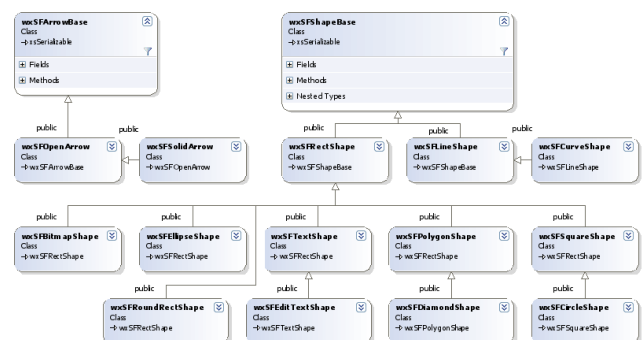 wxSFArrowBase
Class
xsSerializable
Fields
Methods
wxSFShapeBase
Class
xsSerializable
Fields
Methods
Nested Types
public
public
public
public
public
wxSFOpenArrow
Class
wxSFArrowBase
wxSFSolidArrow
Class
wxSFOpenArrow
wxSFRectShape
Class
wxSFShapeBase
wxSFLineShape
Class
wxSFShapeBase
wxSFCurveShape
Class
wxSFLineShape
public
public
public
public
public
wxSFBitmapShape
Class
wxSFRectShape
wxSFEllipseShape
Class
wxSFRectShape
wxSFTextShape
Class
wxSFRectShape
wxSFPolygonShape
Class
wxSFRectShape
wxSFSquareShape
Class
wxSFRectShape
public
public
public
public
wxSFRoundRectShape
Class
wxSFRectShape
wxSFEditTextShape
Class
wxSFTextShape
wxSFDiamondShape
Class
wxSFPolygonShape
wxSFCircleShape
Class
wxSFSquareShape